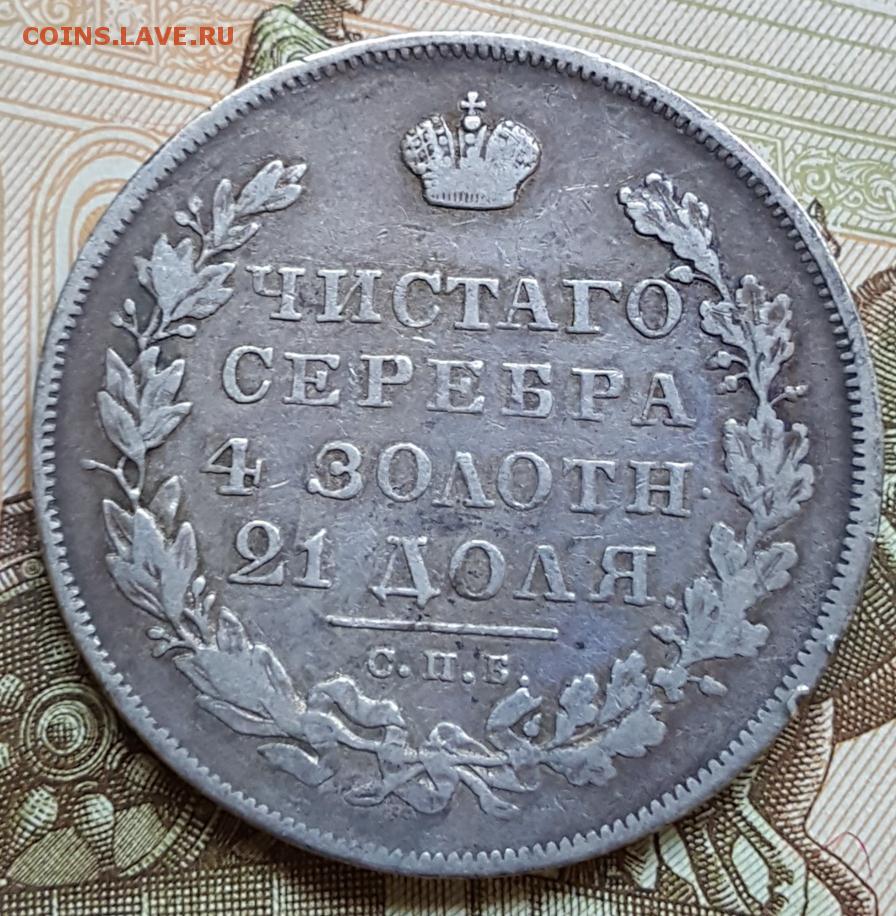 COINS.LAVE.RU
ЧИСТАГО
СЕРЕБРА
4 ЗОЛОТН.
21 ДОЛЯ.
С.П.Б.